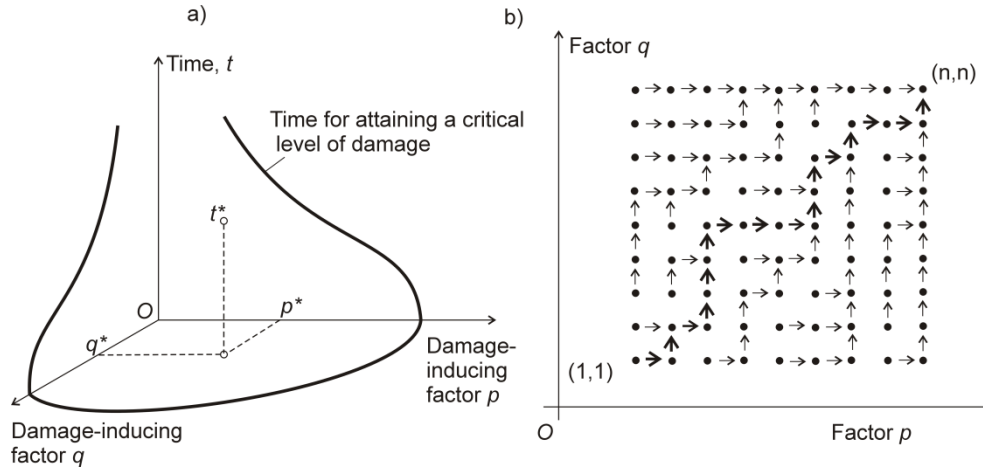 a)
Time, t
Time for attaining a critical
level of damage
t*
O
p*
q*
Damage-
inducing
factor p
Damage-inducing
factor q
b)
Factor q
(n,n)
(1,1)
O
Factor p